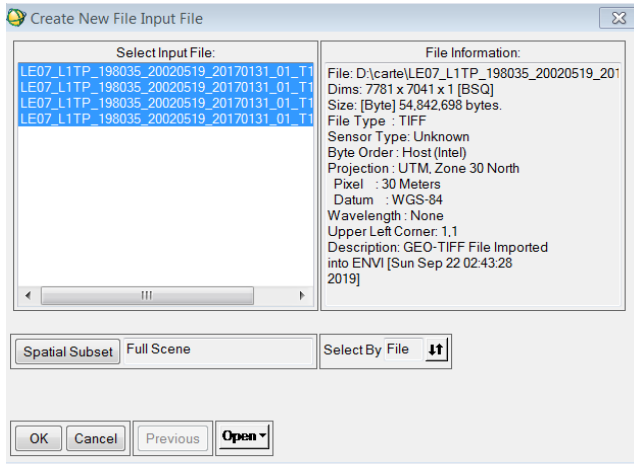 Create New File Input File
Select Input File:
LE07_L1TP_198035_20020519_20170131_01_T1
LE07_L1TP_198035_20020519_20170131_01_T1
LE07_L1TP_198035_20020519_20170131_01_T1
LE07_L1TP_198035_20020519_20170131_01_T1
File Information:
File: D:\carte\LE07_L1TP_198035_20020519_201
Dims: 7781 x 7041 x 1 [BSQ]
Size: [Byte] 54,842,698 bytes.
File Type : TIFF
Sensor Type: Unknown
Byte Order : Host (Intel)
Projection : UTM, Zone 30 North
Pixel : 30 Meters
Datum : WGS-84
Wavelength : None
Upper Left Corner: 1,1
Description: GEO-TIFF File Imported
into ENVI [Sun Sep 22 02:43:28
2019]
Spatial Subset Full Scene
Select By File
OK Cancel Previous Open